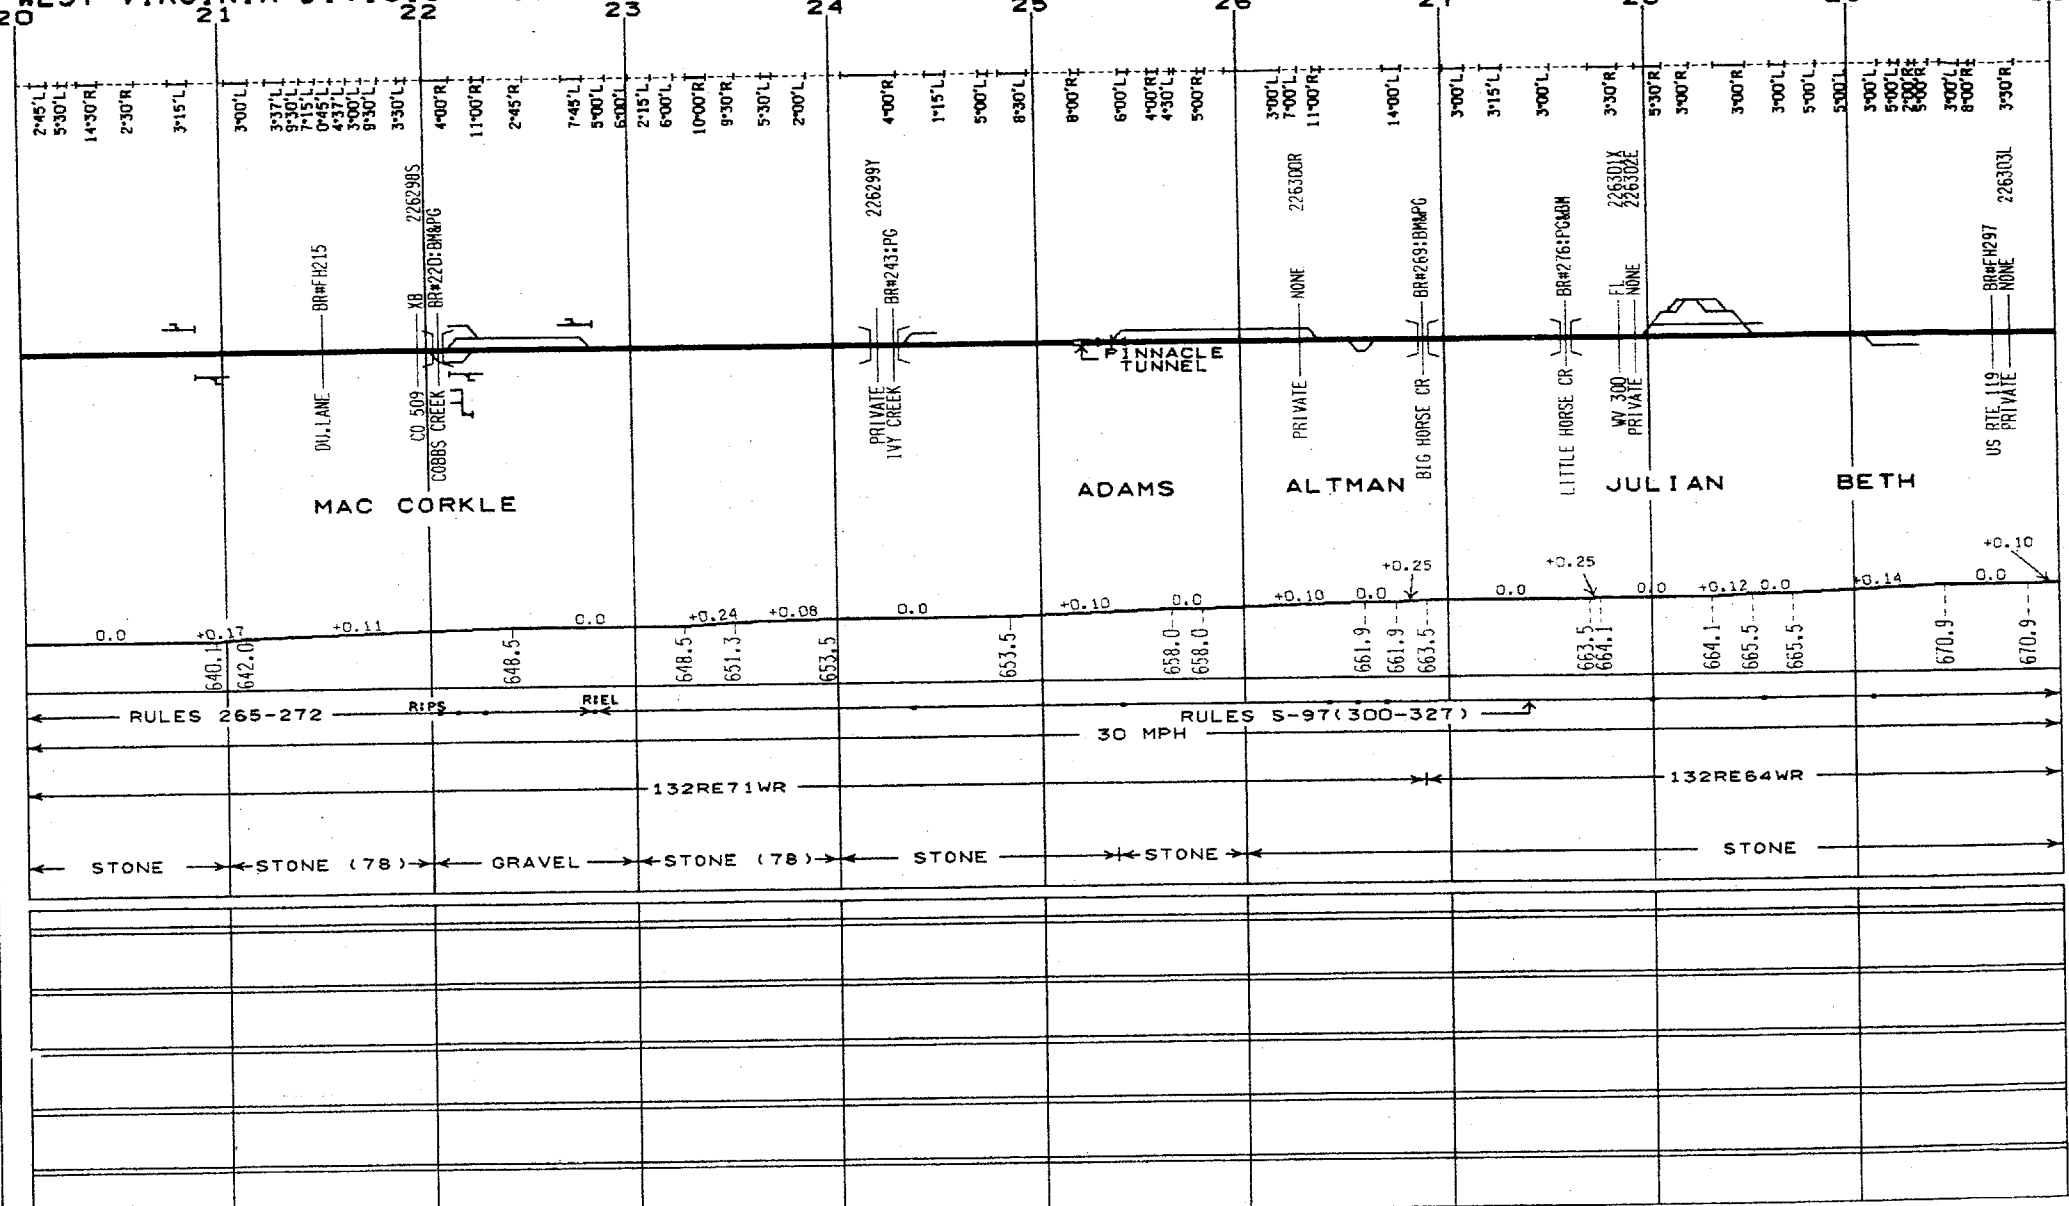 WEST VIRGINIA DIVISION
20 21 22 23 24 25 26 27 28
2°45'L 5°30'L 14°30'R 2°30'R 3°15'L 3°00'L 3°37'L 9°30'L 7°15'L 0°45'L 4°37'L 3°00'L 9°30'L 3°30'L 4°00'R 11°00'R 2°45'R 7°45'L 5°00'L 6°00'L 2°15'L 6°00'L 10°00'R 9°30'R 5°30'L 2°00'L 4°00'R 1°15'L 5°00'L 8°30'L 8°00'R 6°00'L 4°00'R 4°30'L 5°00'R 3°00'L 7°00'L 11°00'R 14°00'L 3°00'L 3°15'L 3°00'L 3°30'R 5°30'R 3°00'R 3°00'R 3°00'L 5°00'L 5°00'L 3°00'L 5°00'L 5°00'R 3°00'L 8°00'R 3°30'R
226298S 226299Y 226300R 226301X 226302E 226303L
BR#FH215 XB BR#220:BM&PG BR#243:PG NONE BR#269:BM&PG BR#276:PG&BM FL NONE BR#FH297 NONE
PINNACLE
TUNNEL
DU.LANE CO 509 COBBS CREEK PRIVATE IVY CREEK PRIVATE BIG HORSE CR LITTLE HORSE CR WV 300 PRIVATE US RTE 119 PRIVATE
MAC CORKLE ADAMS ALTMAN JULIAN BETH
0.0 +0.17 +0.11 0.0 +0.24 +0.08 0.0 +0.10 0.0 +0.10 0.0 +0.25 0.0 +0.25 0.0 +0.12 0.0 +0.14 0.0 +0.10
640.1 642.0 648.5 648.5 651.3 653.5 653.5 658.0 658.0 661.9 661.9 663.5 663.5 664.1 664.1 665.5 665.5 670.9 670.9
RULES 265-272 R:PS R:EL RULES S-97(300-327)
30 MPH
132RE71WR 132RE64WR
STONE STONE (78) GRAVEL STONE (78) STONE STONE STONE